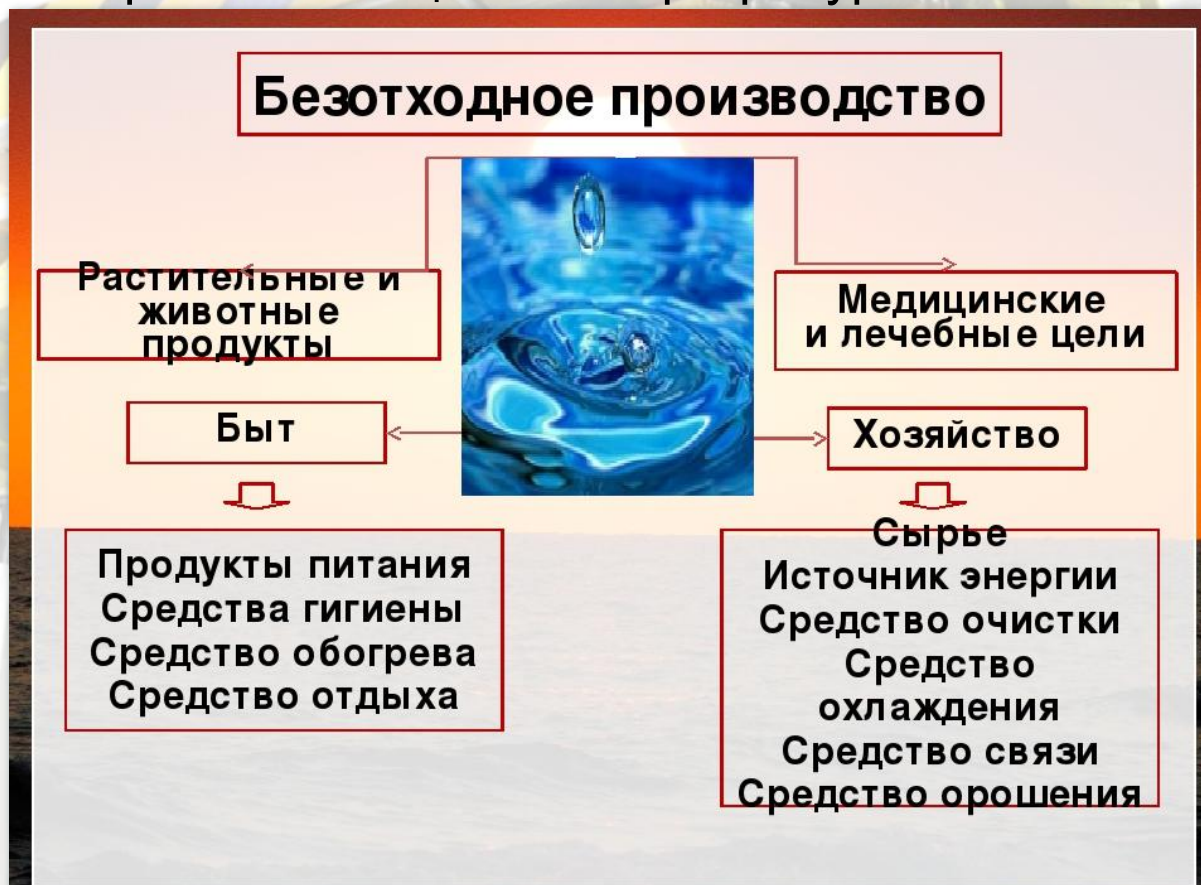 Безотходное производство
Растительные и
животные
продукты
Медицинские
и лечебные цели
Быт
Хозяйство
Продукты питания
Средства гигиены
Средство обогрева
Средство отдыха
Сырье
Источник энергии
Средство очистки
Средство
охлаждения
Средство связи
Средство орошения